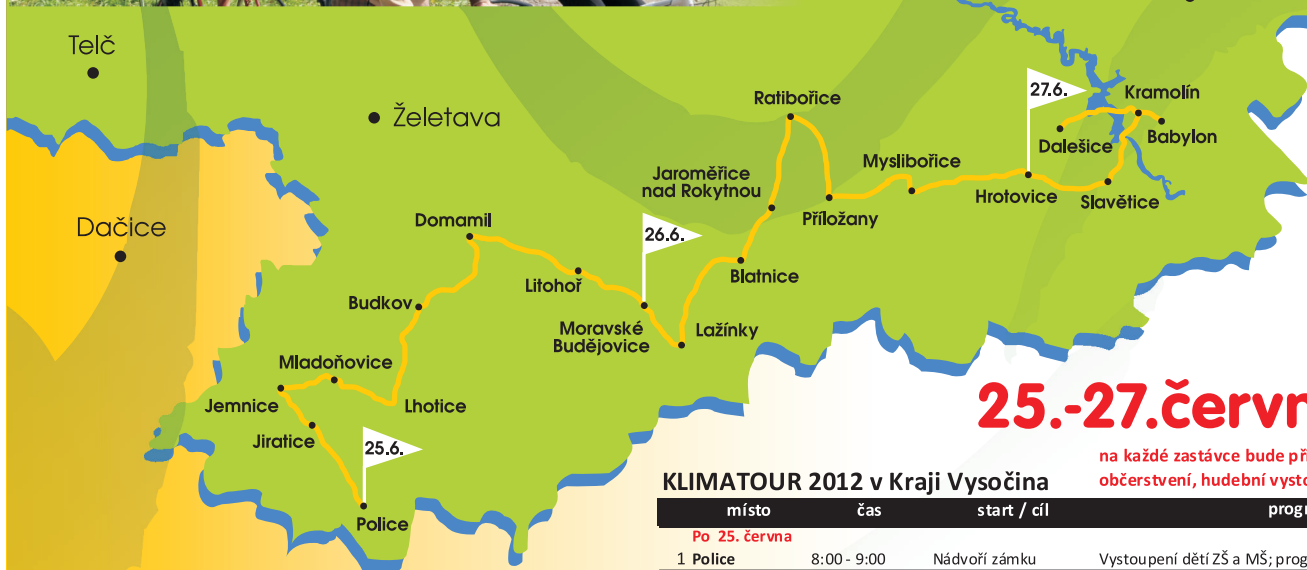 Telč
Želetava
Dačice
Ratibořice
27.6.
Kramolín
Dalešice
Babylon
Jaroměřice
nad Rokytnou
Myslibořice
Příložany
Hrotovice
Slavětice
Domamil
26.6.
Litohoř
Blatnice
Budkov
Moravské
Budějovice
Lažínky
Mladoňovice
Jemnice
Lhotice
Jiratice
25.6.
Police
25.-27.červn
na každé zastávce bude př
občerstvení, hudební vysto
KLIMATOUR 2012 v Kraji Vysočina
místo čas start / cíl prog
Po 25. června
1 Police 8:00 - 9:00 Nádvoří zámku Vystoupení dětí ZŠ a MŠ; prog